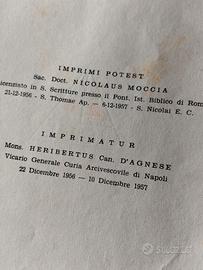 IMPRIMI POTEST
Sac. Doct. NICOLAUS MOCCIA
icenziato in S. Scritture presso il Pont. Ist. Biblico di Rom
21-12-1956 - S. Thomae Ap. — 6-12-1957 - S. Nicolai E. C.
IMPRIMATUR
Mons. HERIBERTUS Can. D'AGNESE
Vicario Generale Curia Arcivescovile di Napoli
22 Dicembre 1956 — 10 Dicembre 1957
subito